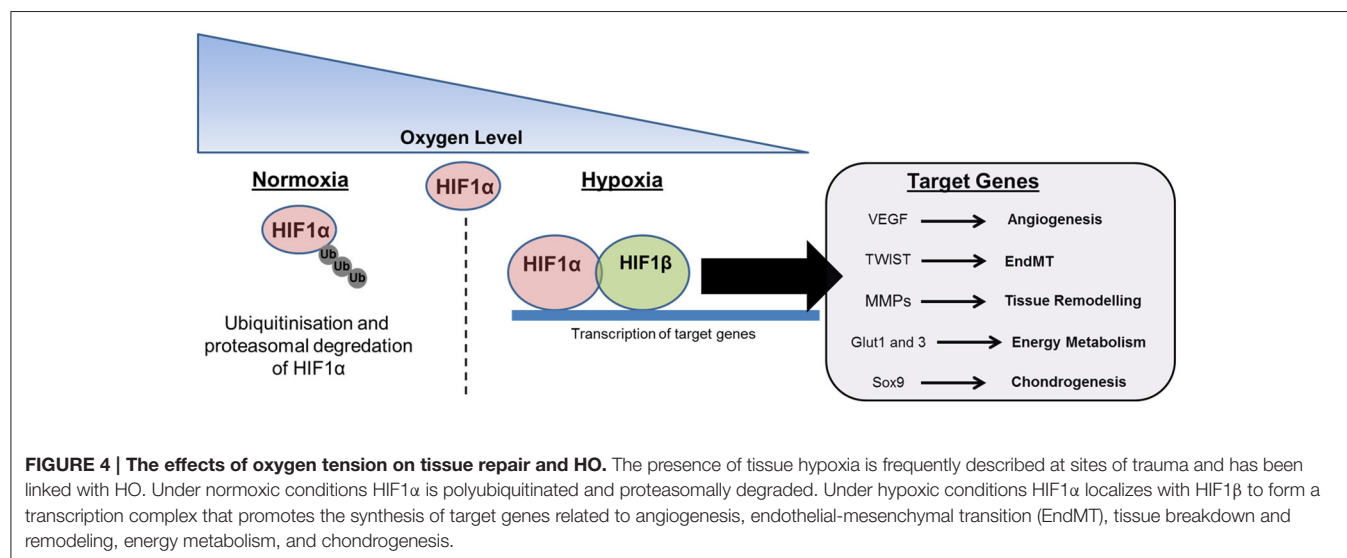 Oxygen Level
Normoxia
HIF1α
Hypoxia
HIF1α
Ub
Ub
Ub
HIF1α
HIF1β
Ubiquitinisation and
proteasomal degredation
of HIF1α
Transcription of target genes
Target Genes
VEGF Angiogenesis
TWIST EndMT
MMPs Tissue Remodelling
Glut1 and 3 Energy Metabolism
Sox9 Chondrogenesis
FIGURE 4 | The effects of oxygen tension on tissue repair and HO. The presence of tissue hypoxia is frequently described at sites of trauma and has been
linked with HO. Under normoxic conditions HIF1α is polyubiquitinated and proteasomally degraded. Under hypoxic conditions HIF1α localizes with HIF1β to form a
transcription complex that promotes the synthesis of target genes related to angiogenesis, endothelial-mesenchymal transition (EndMT), tissue breakdown and
remodeling, energy metabolism, and chondrogenesis.